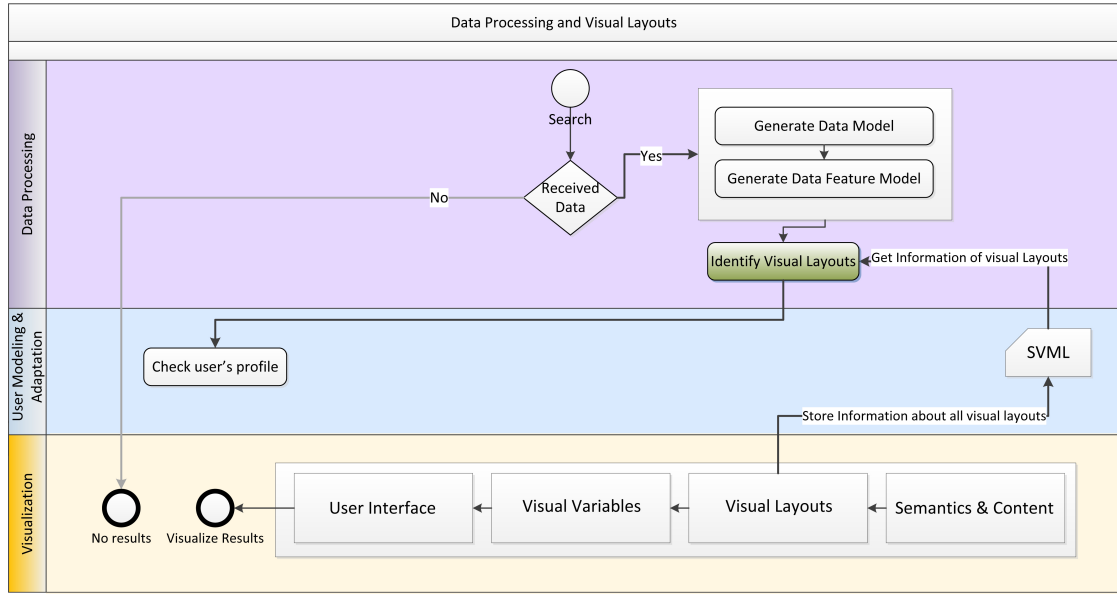 Data Processing and Visual Layouts
Data Processing
Search
Received
Data
Yes
No
Generate Data Model
Generate Data Feature Model
Identify Visual Layouts
Get Information of visual Layouts
User Modeling &
Adaptation
Check user's profile
SVML
Store Information about all visual layouts
Visualization
No results
Visualize Results
User Interface
Visual Variables
Visual Layouts
Semantics & Content